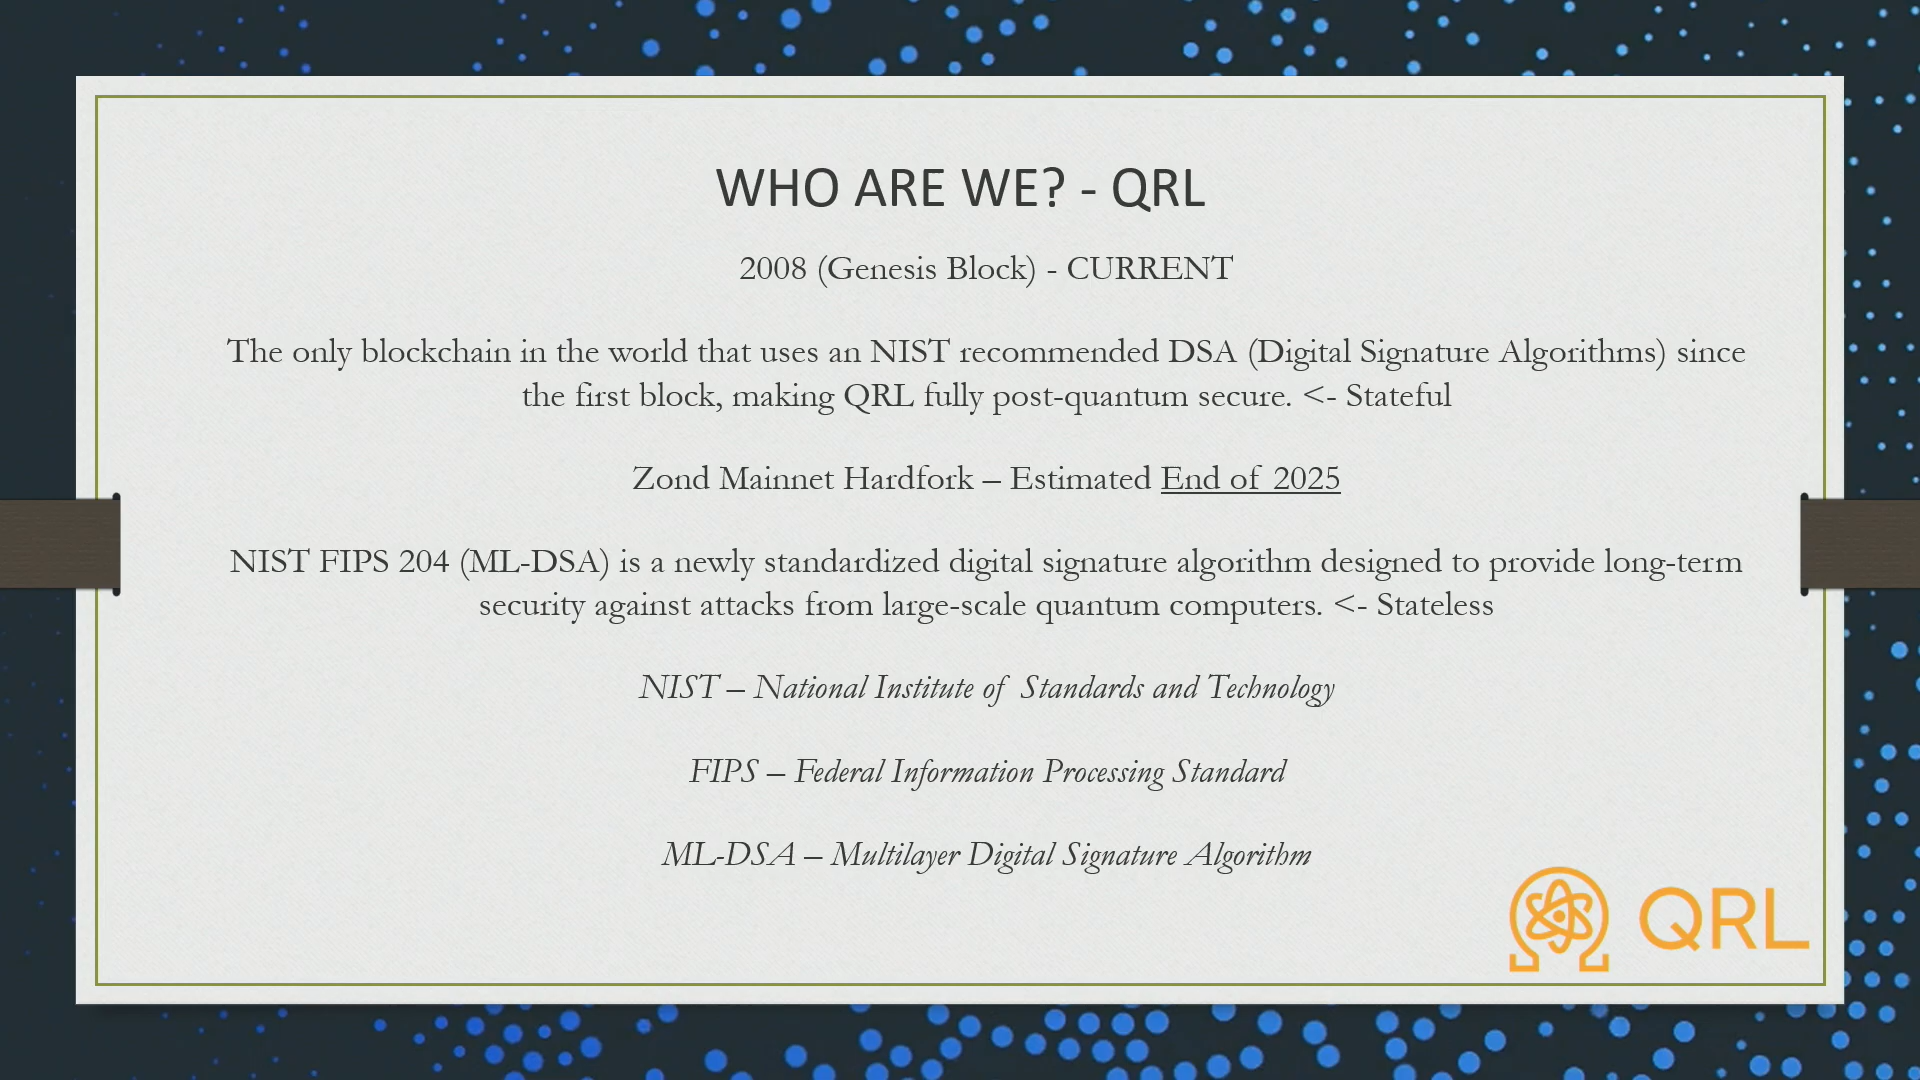 WHO ARE WE? - QRL
2008 (Genesis Block) - CURRENT
The only blockchain in the world that uses an NIST recommended DSA (Digital Signature Algorithms) since
the first block, making QRL fully post-quantum secure. <- Stateful
Zond Mainnet Hardfork – Estimated End of 2025
NIST FIPS 204 (ML-DSA) is a newly standardized digital signature algorithm designed to provide long-term
security against attacks from large-scale quantum computers. <- Stateless
NIST – National Institute of Standards and Technology
FIPS – Federal Information Processing Standard
ML-DSA – Multilayer Digital Signature Algorithm
QRL